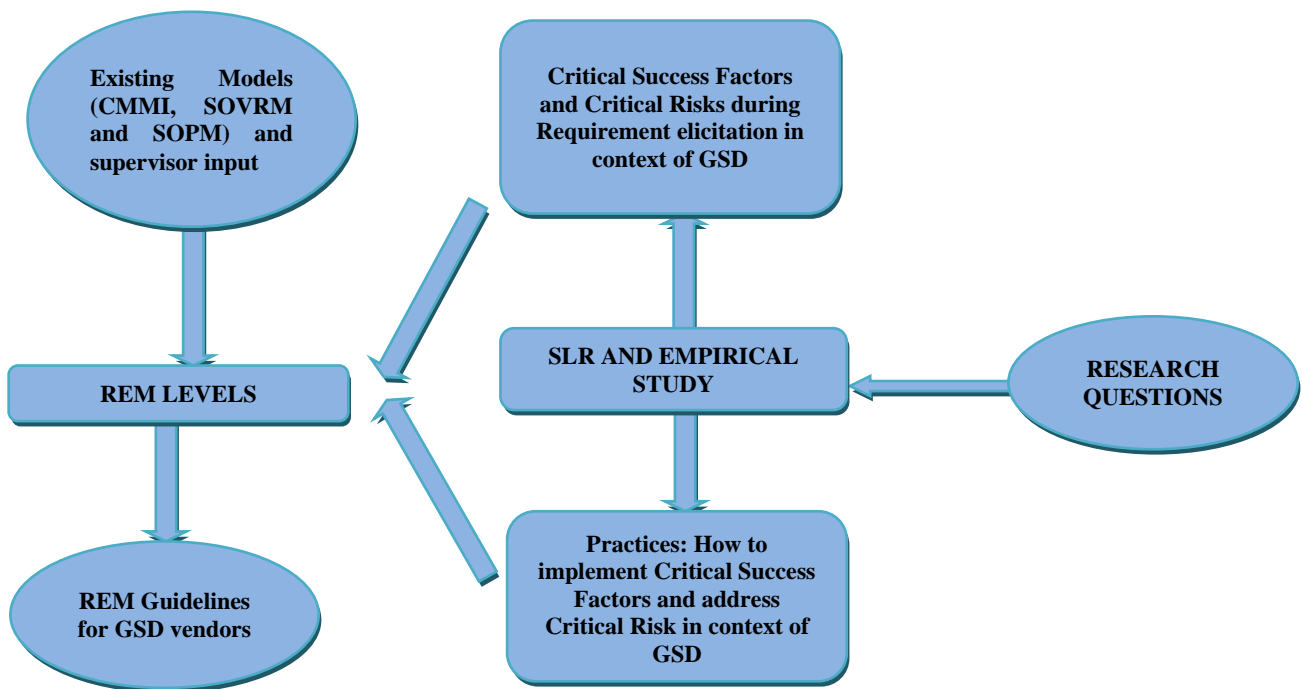 Existing Models
(CMMI, SOVRM
and SOPM) and
supervisor input
Critical Success Factors
and Critical Risks during
Requirement elicitation in
context of GSD
REM LEVELS
SLR AND EMPIRICAL
STUDY
RESEARCH
QUESTIONS
REM Guidelines
for GSD vendors
Practices: How to
implement Critical Success
Factors and address
Critical Risk in context of
GSD